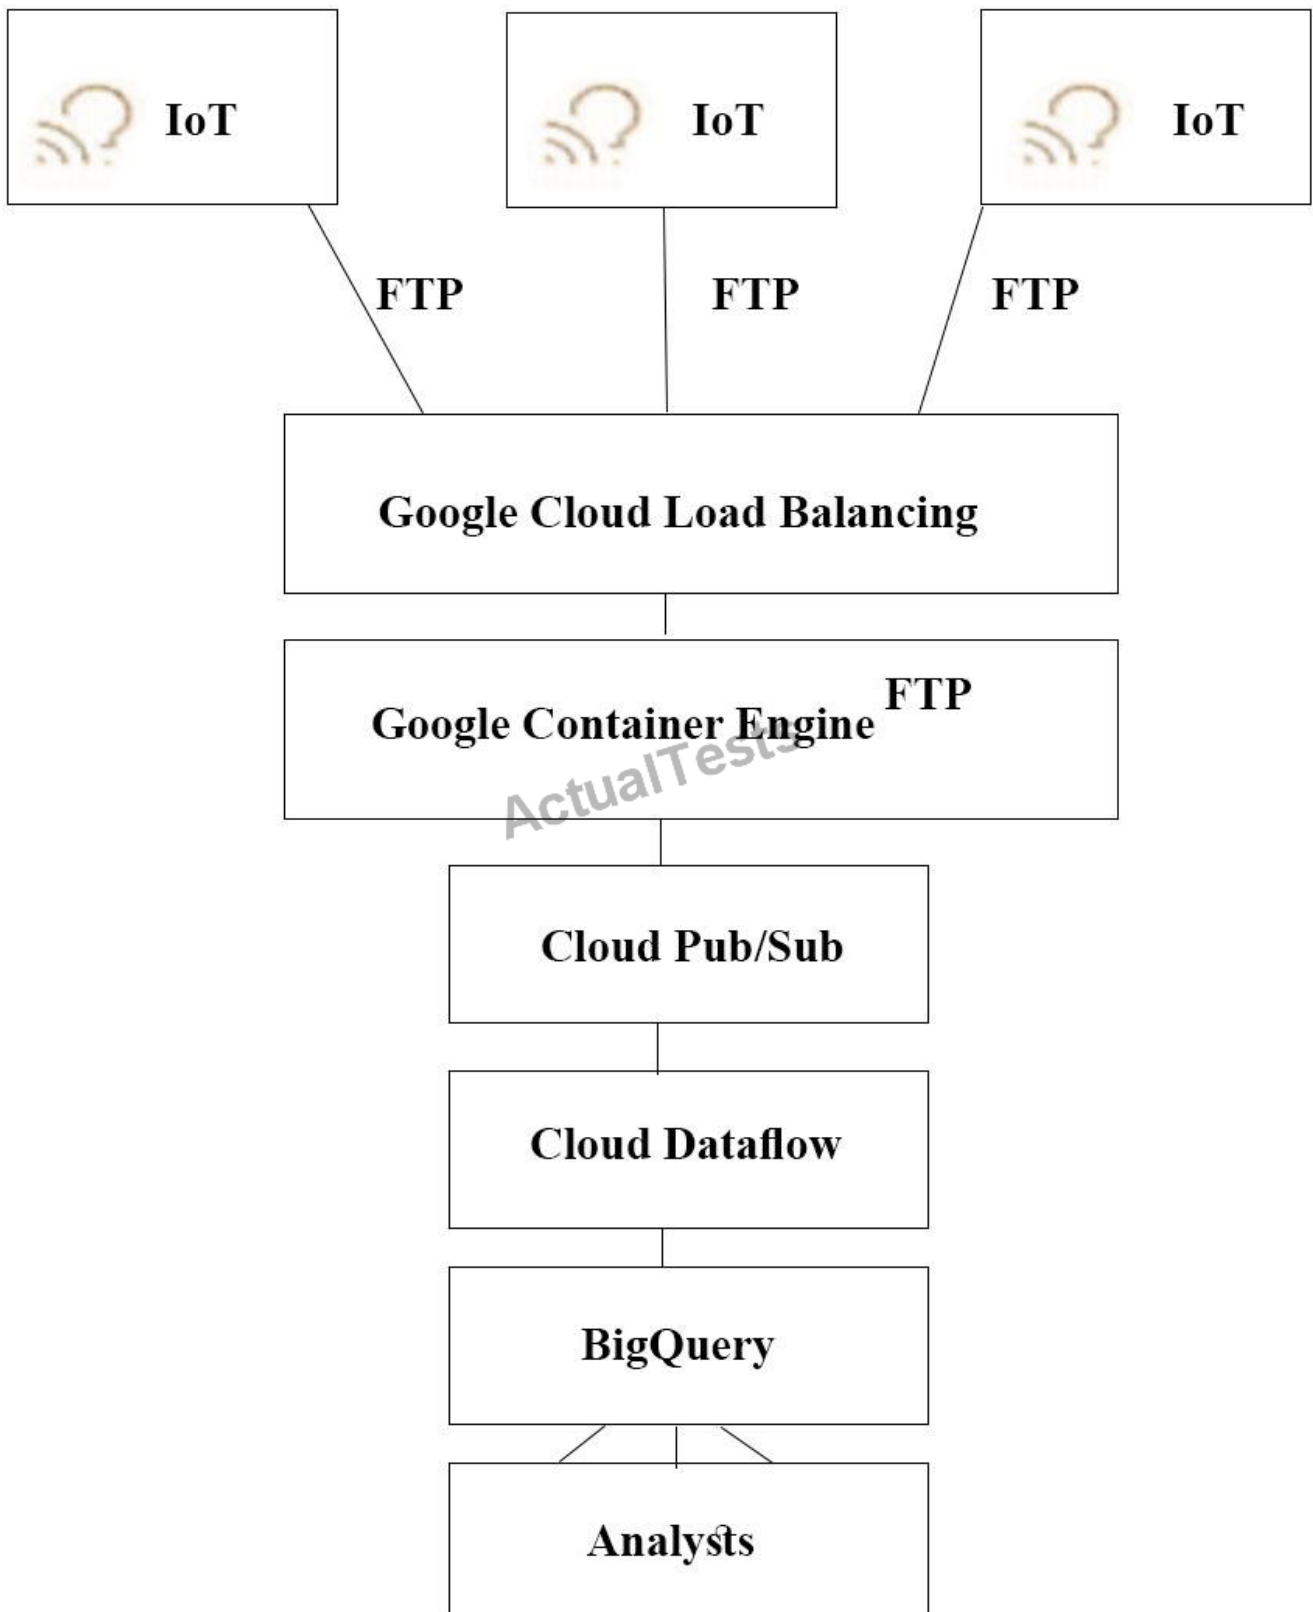 IoT
IoT
IoT
FTP
FTP
FTP
Google Cloud Load Balancing
Google Container Engine FTP
ActualTests
Cloud Pub/Sub
Cloud Dataflow
BigQuery
Analysts